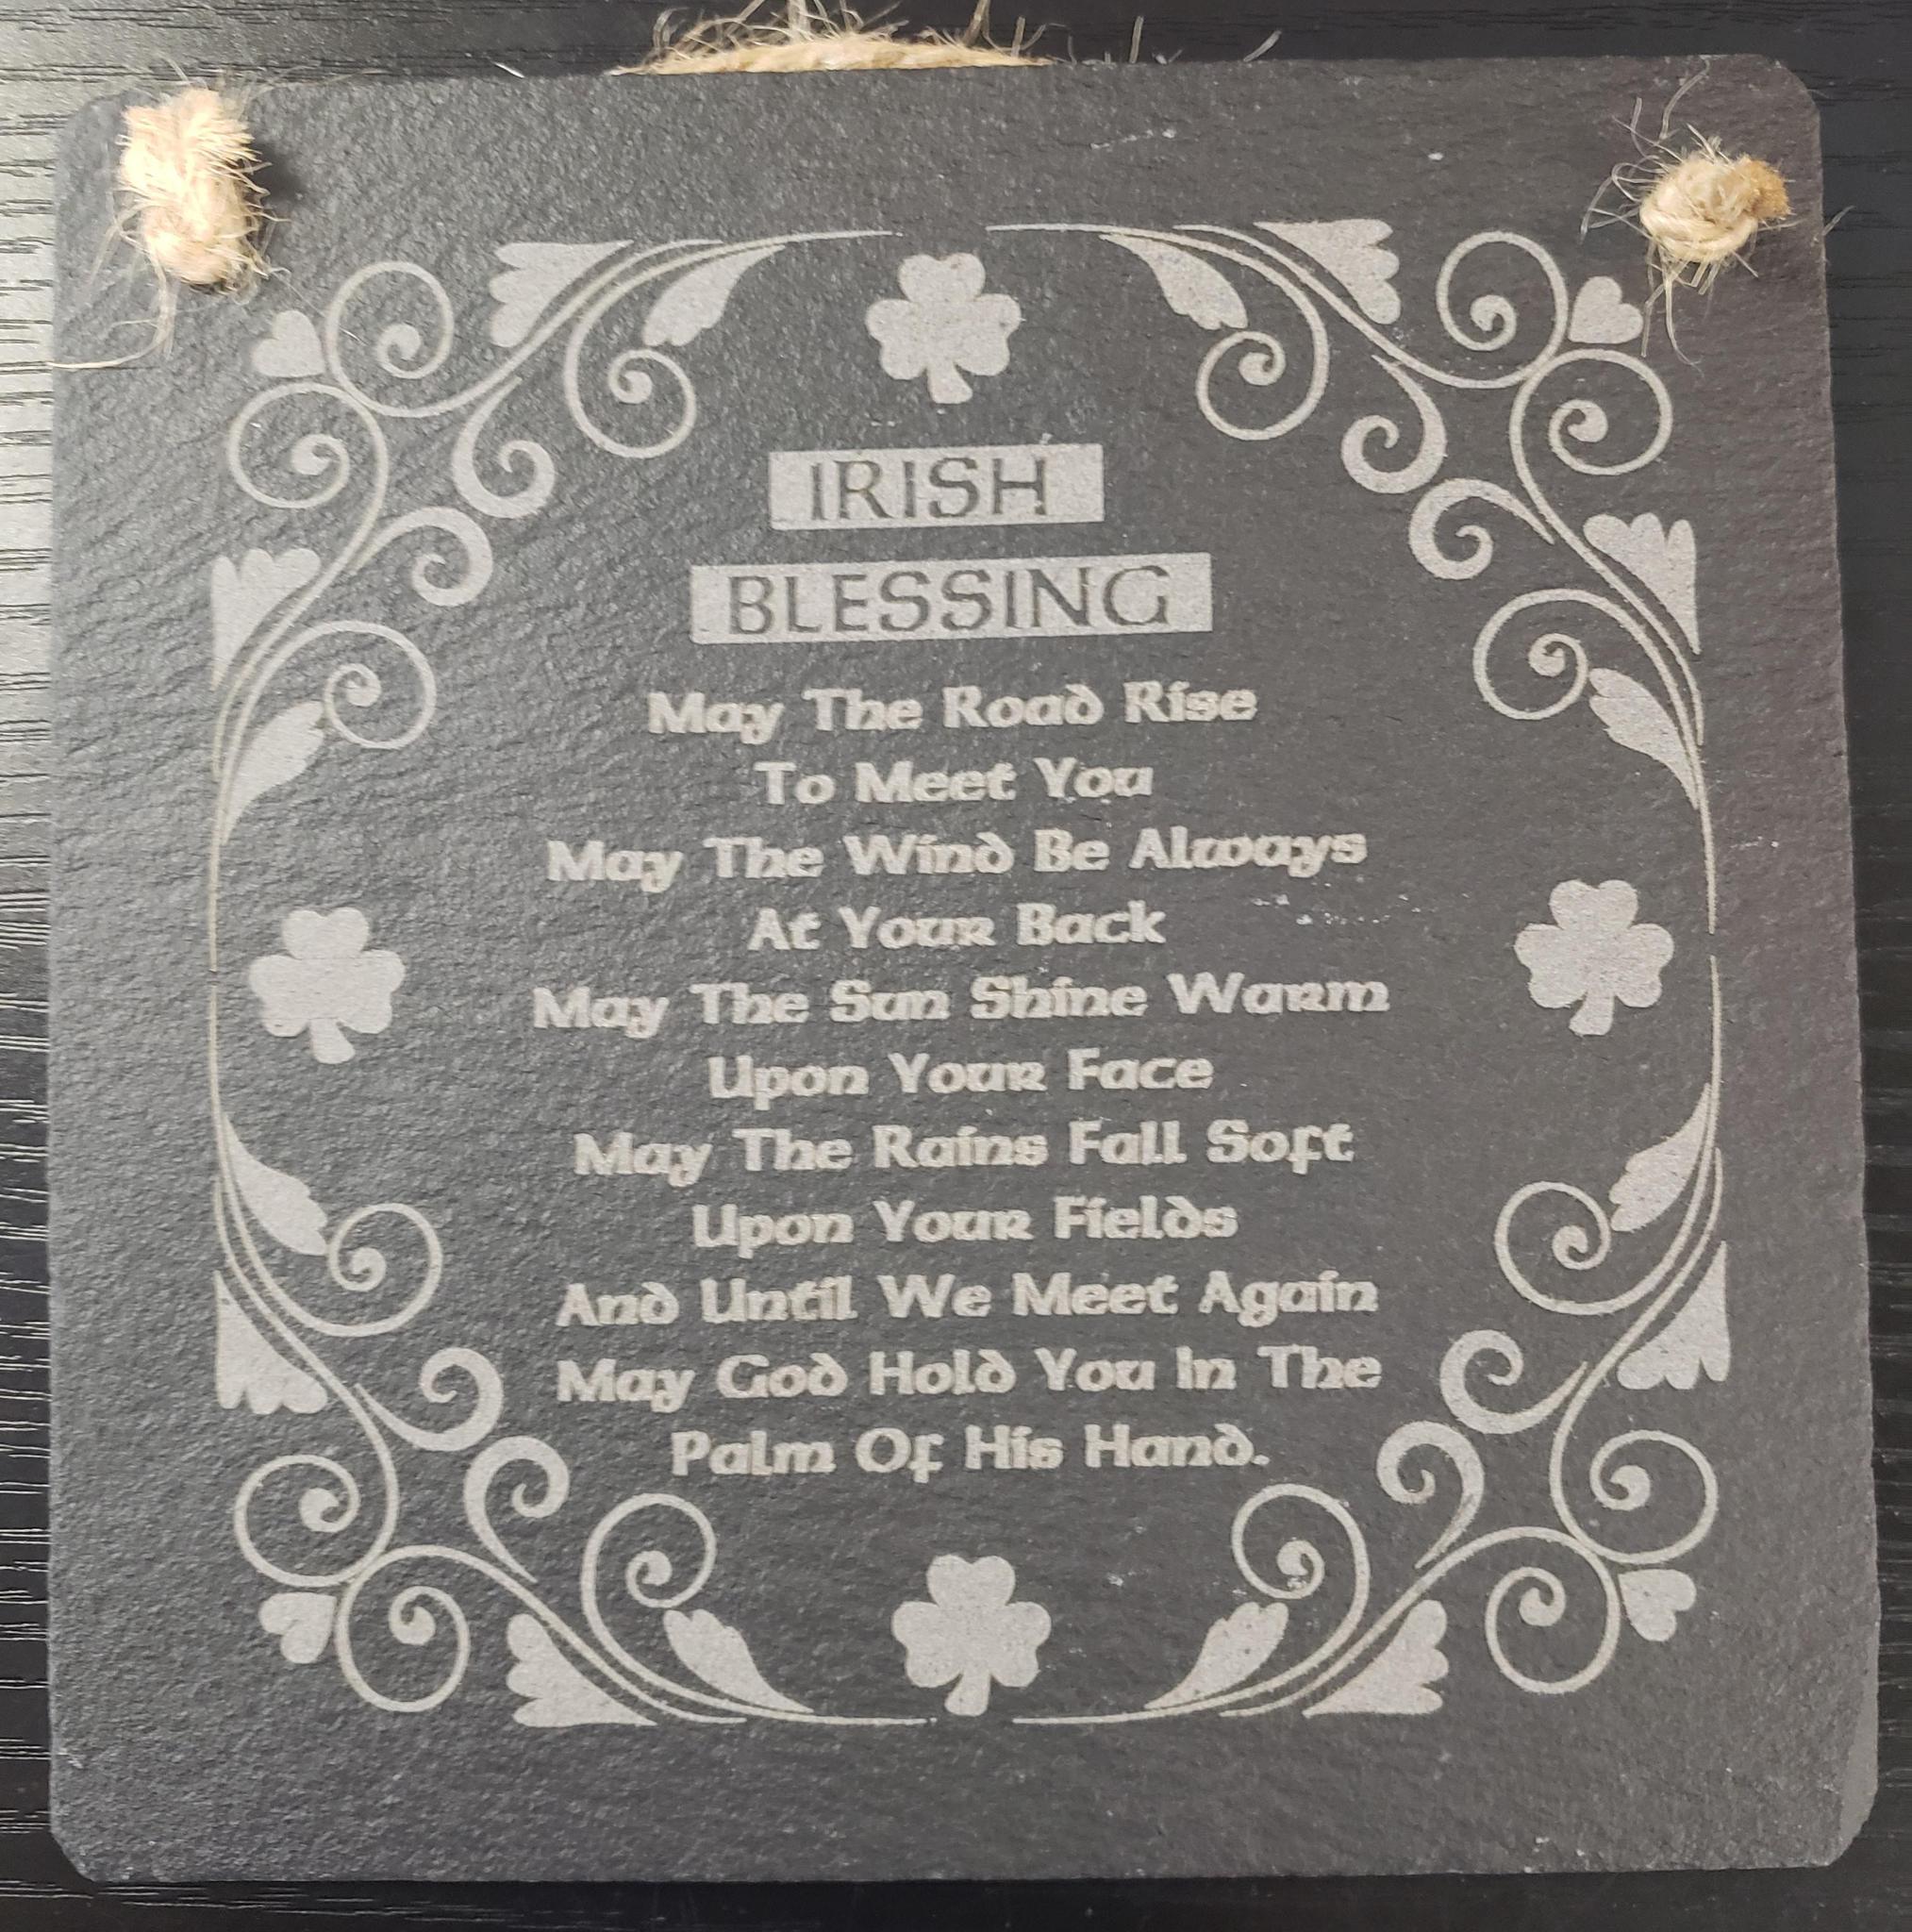 IRISH
BLESSING
May The Road Rise
To Meet You
May The Wind Be Always
At Your Back
May The Sun Shine Warm
Upon Your Face
May The Rains Fall Soft
Upon Your Fields
And Until We Meet Again
May God Hold You In The
Palm Of His Hand.